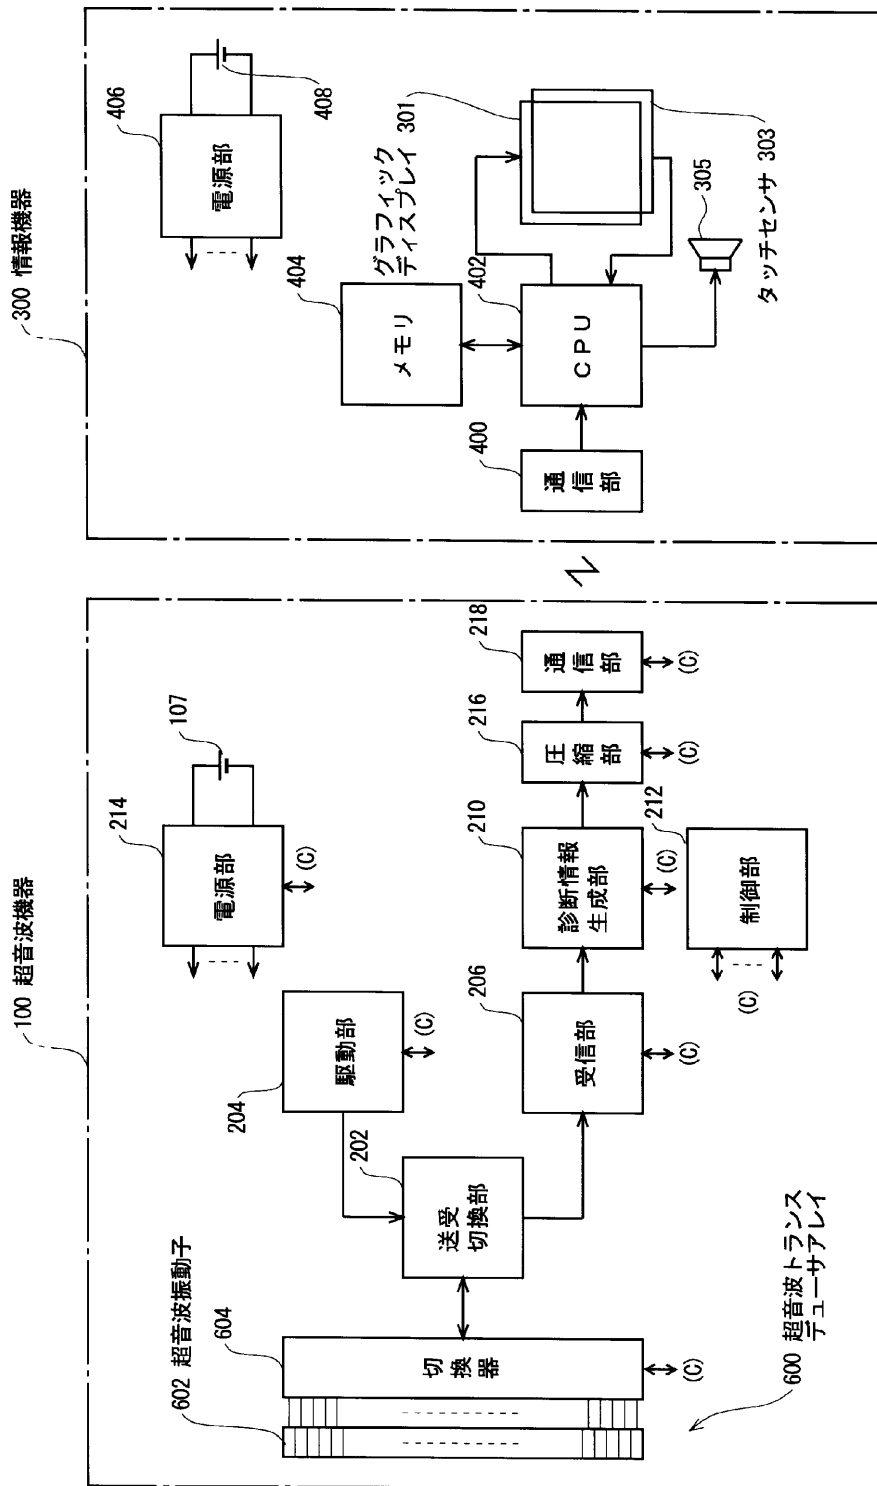 100 超音波機器
602 超音波振動子
604
切換器
600 超音波トランス
デューサアレイ
202
送受
切換部
204
駆動部
(C)
206
受信部
(C)
214
電源部
(C)
107
210
診断情報
生成部
(C)
212
制御部
(C)
216
圧縮部
(C)
218
通信部
(C)
(C)
300 情報機器
400
通信部
402
CPU
404
メモリ
グラフィック
ディスプレイ 301
406
電源部
408
305
タッチセンサ 303